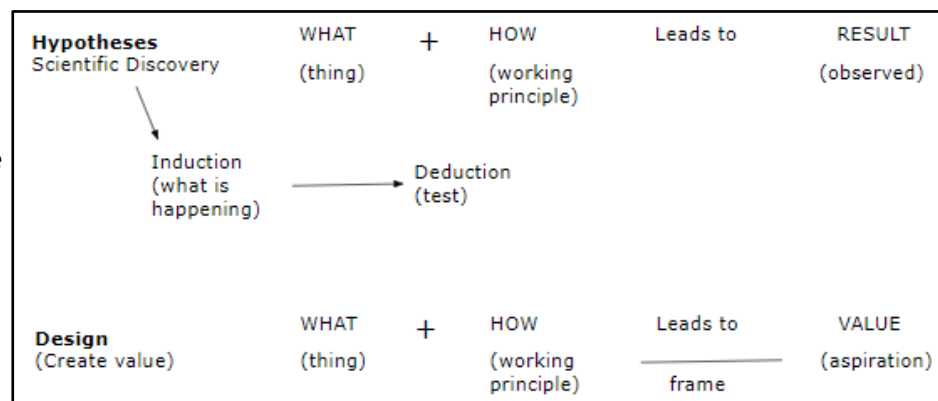 Hypotheses WHAT + HOW Leads to RESULT
Scientific Discovery (thing) (working principle) (observed)
Induction (what is happening)
Deduction (test)
Design WHAT + HOW Leads to VALUE
(Create value) (thing) (working principle) frame (aspiration)